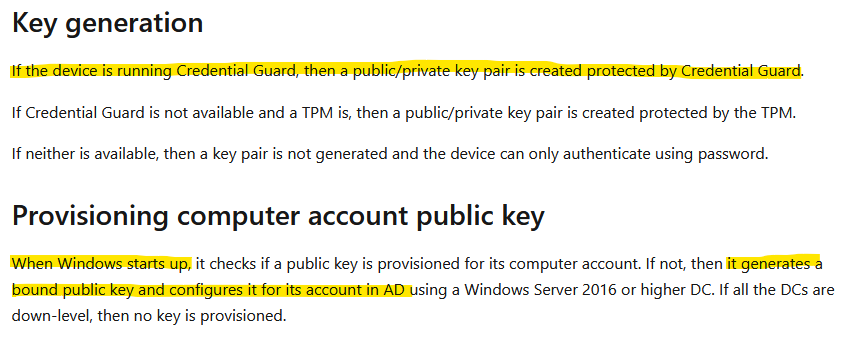 Key generation
If the device is running Credential Guard, then a public/private key pair is created protected by Credential Guard.
If Credential Guard is not available and a TPM is, then a public/private key pair is created protected by the TPM.
If neither is available, then a key pair is not generated and the device can only authenticate using password.
Provisioning computer account public key
When Windows starts up, it checks if a public key is provisioned for its computer account. If not, then it generates a
bound public key and configures it for its account in AD using a Windows Server 2016 or higher DC. If all the DCs are
down-level, then no key is provisioned.